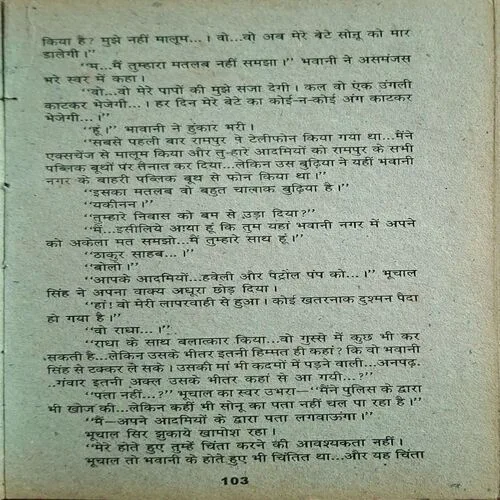 किया है? मुझे नहीं मालूम...। वो...वो अब मेरे बेटे सोनू को मार
डालेगी।"
"म...मैं तुम्हारा मतलब नहीं समझा।" भवानी ने असमंजस
भरे स्वर में कहा।
"वो...वो मेरे पापों की मुझे सजा देगी। कल वो एक उंगली
काटकर भेजेगी...। हर दिन मेरे बेटे का कोई-न-कोई अंग काटकर
भेजेगी...।"
"हूं।" भावानी ने हुंकार भरी।
"सबसे पहली बार रामपुर से टेलीफोन किया गया था...मैंने
एक्सचेंज से मालूम किया और तु-हारे आदमियों को रामपुर के सभी
पब्लिक बूथों पर तैनात कर दिया...लेकिन उस बुढ़िया ने यहीं भवानी
नगर के बाहरी पब्लिक बूथ से फोन किया था।"
"इसका मतलब वो बहुत चालाक बुढ़िया है।"
"यकीनन।"
"तुम्हारे निवास को बम से उड़ा दिया?"
"मैं...इसीलिये आया हूं कि तुम यहां भवानी नगर में अपने
को अकेला मत समझो...मैं तुम्हारे साथ हूं।"
"ठाकुर साहब...।"
"बोलो।"
"आपके आदमियों...हवेली और पैट्रोल पंप को...।" भूचाल
सिंह ने अपना वाक्य अधूरा छोड़ दिया।
"हां! वो मेरी लापरवाही से हुआ। कोई खतरनाक दुश्मन पैदा
हो गया है।"
"वो राधा...।"
"राधा के साथ बलात्कार किया...वो गुस्से में कुछ भी कर
सकती है...लेकिन उसके भीतर इतनी हिम्मत ही कहां? कि वो भवानी
सिंह से टक्कर ले सके। उसकी मां भी कदमों में पड़ने वाली...अनपढ़.
..गंवार इतनी अक्ल उसके भीतर कहां से आ गयी...?"
"पता नहीं...?" भूचाल का स्वर उभरा—"मैंने पुलिस के द्वारा
भी खोज की...लेकिन कहीं भी सोनू का पता नहीं चल पा रहा है।"
"मैं—अपने आदमियों के द्वारा पता लगवाऊंगा।"
भूचाल सिर झुकाये खामोश रहा।
"मेरे होते हुए तुम्हें चिंता करने की आवश्यकता नहीं।
भूचाल तो भवानी के होते हुए भी चिंतित था...और यह चिंता
103